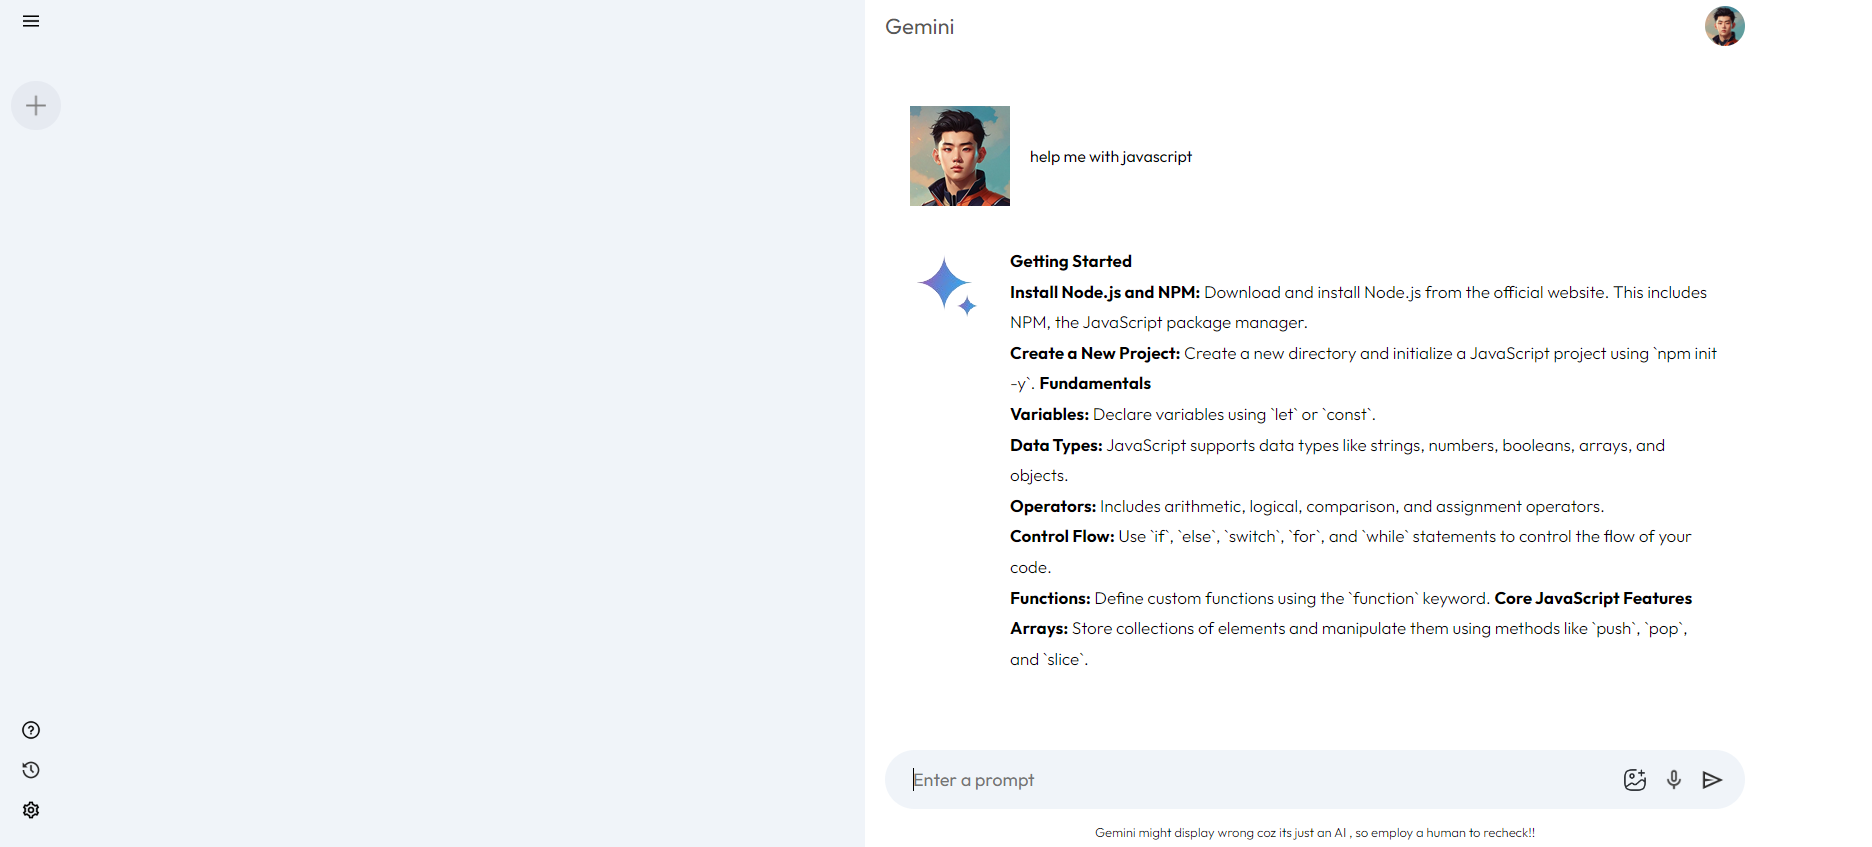 Gemini
help me with javascript
Getting Started
Install Node.js and NPM: Download and install Node.js from the official website. This includes
NPM, the JavaScript package manager.
Create a New Project: Create a new directory and initialize a JavaScript project using `npm init
-y`. Fundamentals
Variables: Declare variables using `let` or `const`.
Data Types: JavaScript supports data types like strings, numbers, booleans, arrays, and
objects.
Operators: Includes arithmetic, logical, comparison, and assignment operators.
Control Flow: Use `if`, `else`, `switch`, `for`, and `while` statements to control the flow of your
code.
Functions: Define custom functions using the `function` keyword. Core JavaScript Features
Arrays: Store collections of elements and manipulate them using methods like `push`, `pop`,
and `slice`.
Enter a prompt
Gemini might display wrong coz its just an AI , so employ a human to recheck!!